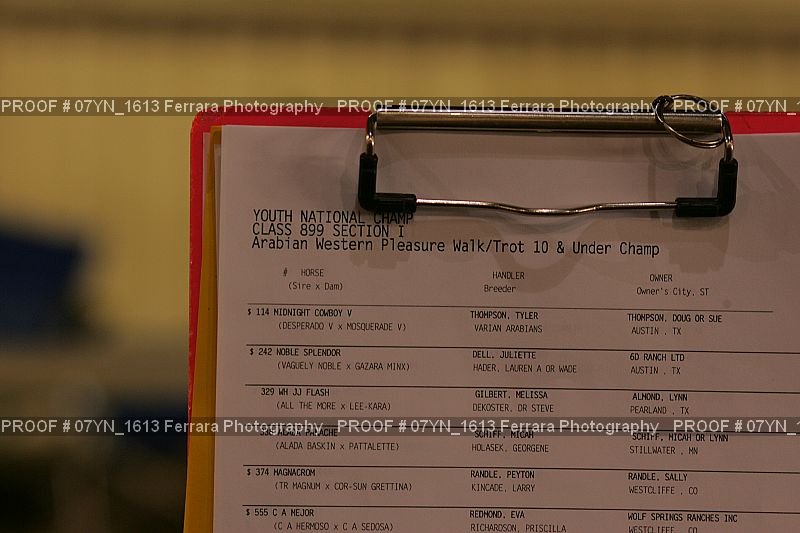 PROOF # 07YN_1613 Ferrara Photography PROOF # 07YN_1613 Ferrara Photography PROOF # 07YN
YOUTH NATIONAL CHAMP
CLASS 899 SECTION I
Arabian Western Pleasure Walk/Trot 10 & Under Champ
# HORSE HANDLER OWNER
(Sire x Dam) Breeder Owner's City, ST
$ 114 MIDNIGHT COWBOY V THOMPSON, TYLER THOMPSON, DOUG OR SUE
(DESPERADO V x MOSQUERADE V) VARIAN ARABIANS AUSTIN , TX
$ 242 NOBLE SPLENDOR DELL, JULIETTE 6D RANCH LTD
(VAGUELY NOBLE x GAZARA MINX) HADER, LAUREN A OR WADE AUSTIN , TX
329 WH JJ FLASH GILBERT, MELISSA ALMOND, LYNN
(ALL THE MORE x LEE-KARA) DEKOSTER, DR STEVE PEARLAND , TX
PROOF # 07YN_1613 Ferrara Photography PROOF # 07YN_1613 Ferrara Photography PROOF # 07YN
SCHIFF, MICAH SCHIFF, MICAH OR LYNN
(ALADA BASKIN x PATTALETTE) HOLASEK, GEORGENE STILLWATER , MN
$ 374 MAGNACROM RANDLE, PEYTON RANDLE, SALLY
(TR MAGNUM x COR-SUN GRETTINA) KINCADE, LARRY WESTCLIFFE , CO
$ 555 C A MEJOR REDMOND, EVA WOLF SPRINGS RANCHES INC
(C A HERMOSO x C A SEDOSA) RICHARDSON, PRISCILLA WESTCLIFFE , CO